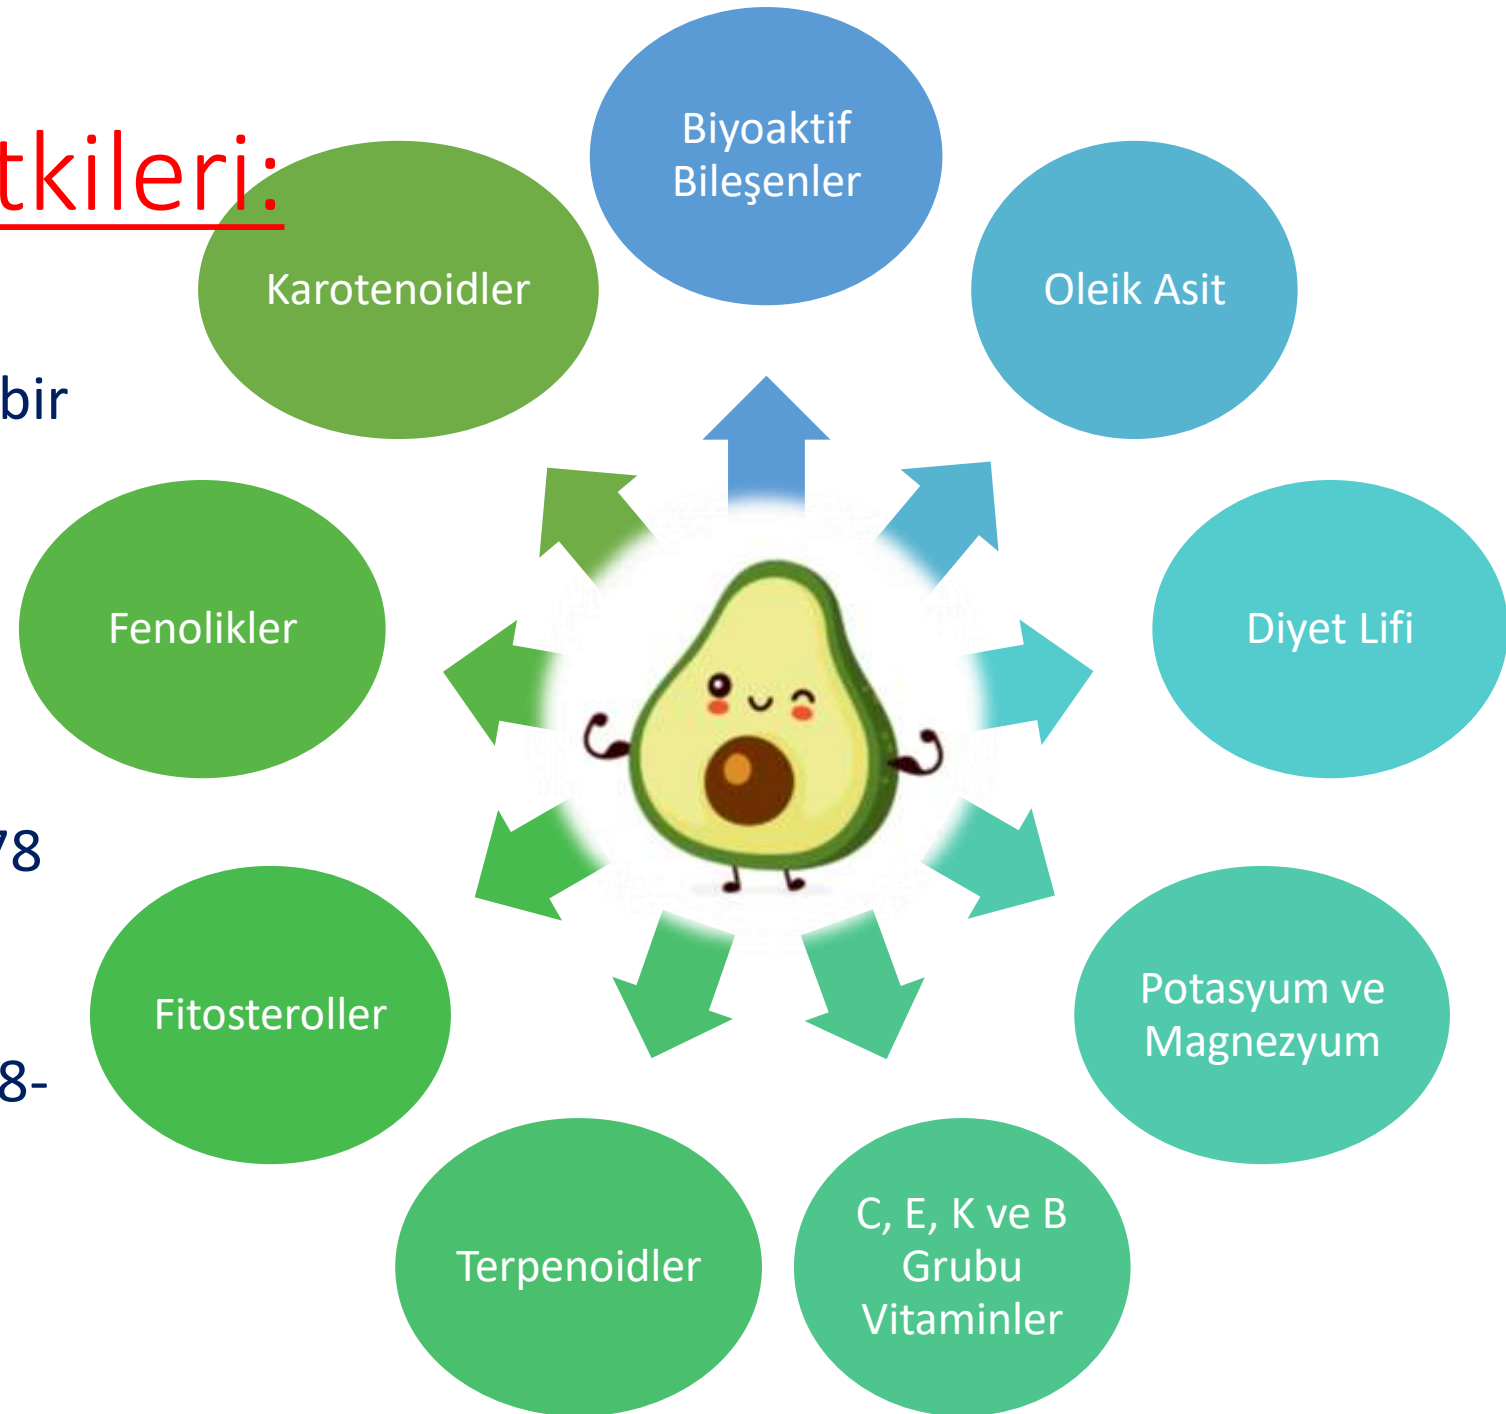 tkileri:
bir
78
8-
Biyoaktif
Bileşenler
Oleik Asit
Diyet Lifi
Potasyum ve
Magnezyum
C, E, K ve B
Grubu
Vitaminler
Terpenoidler
Fitosteroller
Fenolikler
Karotenoidler